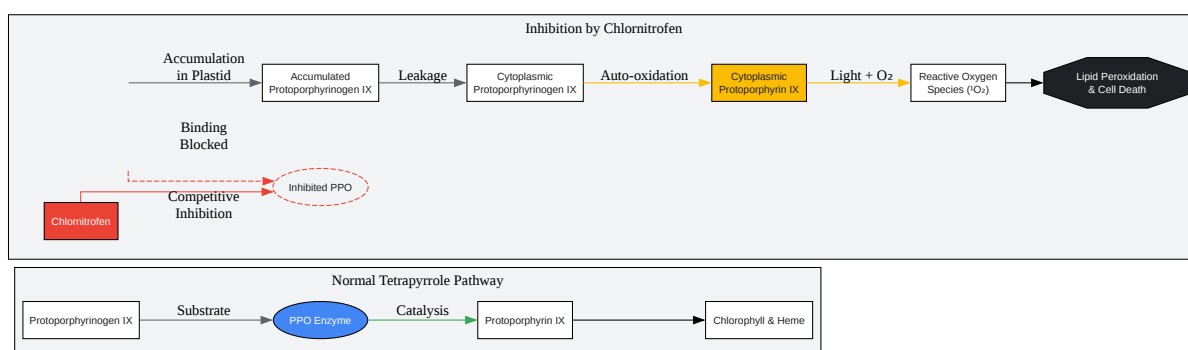 Inhibition by Chlornitrofen
Accumulation
in Plastid
Accumulated
Protoporphyrinogen IX
Leakage
Cytoplasmic
Protoporphyrinogen IX
Auto-oxidation
Cytoplasmic
Protoporphyrin IX
Light + O₂
Reactive Oxygen
Species (¹O₂)
Lipid Peroxidation
& Cell Death
Binding
Blocked
Inhibited PPO
Competitive
Inhibition
Chlornitrofen
Normal Tetrapyrrole Pathway
Protoporphyrinogen IX
Substrate
PPO Enzyme
Catalysis
Protoporphyrin IX
Chlorophyll & Heme